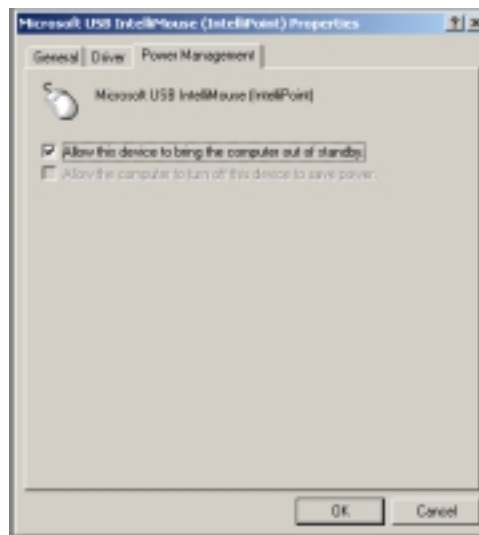 Microsoft USB IntelliMouse (IntelliPoint) Properties
General Driver Power Management
Microsoft USB IntelliMouse (IntelliPoint)
Allow this device to bring the computer out of standby.
Allow the computer to turn off this device to save power.
OK Cancel